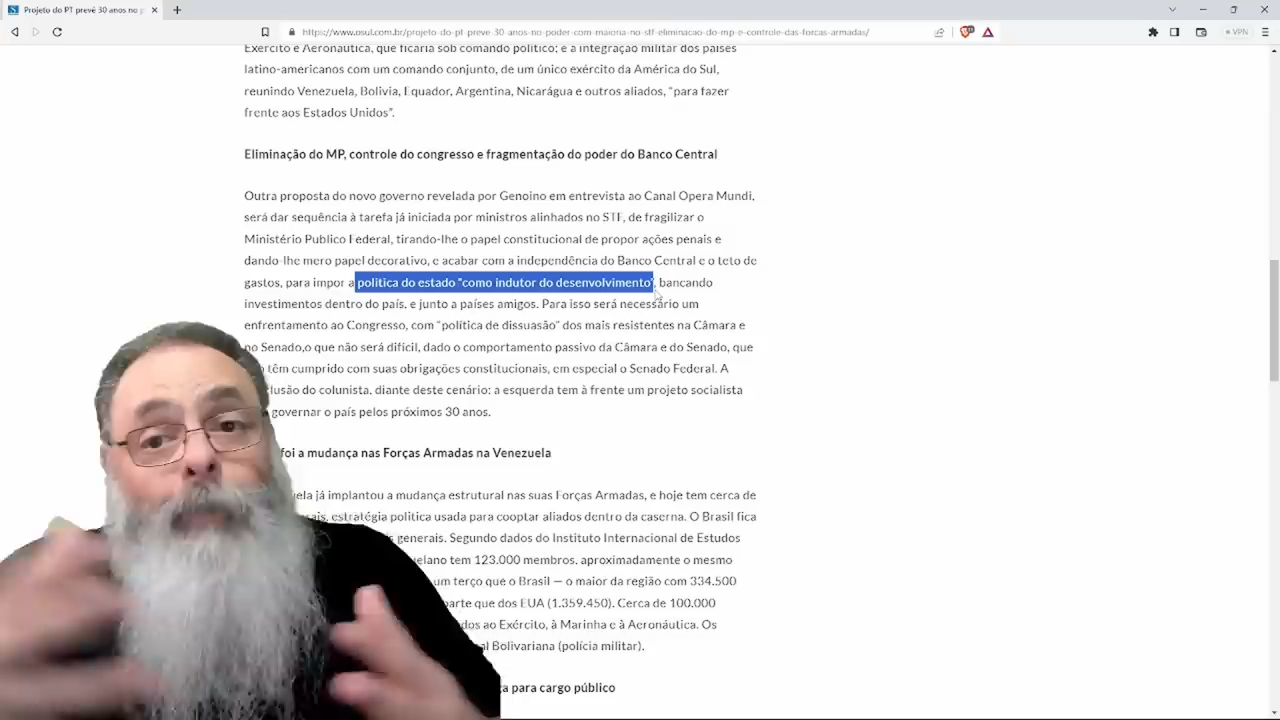 Projeto do PT prevê 30 anos no p
https://www.osul.com.br/projeto-do-pt-preve-30-anos-no-poder-com-maioria-no-stf-eliminacao-do-mp-e-controle-das-forcas-armadas/
VPN
Exército e Aeronáutica, que ficaria sob comando político; e a integração militar dos países
latino-americanos com um comando conjunto, de um único exército da América do Sul,
reunindo Venezuela, Bolivia, Equador, Argentina, Nicarágua e outros aliados, “para fazer
frente aos Estados Unidos”.
Eliminação do MP, controle do congresso e fragmentação do poder do Banco Central
Outra proposta do novo governo revelada por Genoino em entrevista ao Canal Opera Mundi,
será dar sequência à tarefa já iniciada por ministros alinhados no STF, de fragilizar o
Ministério Publico Federal, tirando-lhe o papel constitucional de propor ações penais e
dando-lhe mero papel decorativo, e acabar com a independência do Banco Central e o teto de
gastos, para impor a política do estado "como indutor do desenvolvimento", bancando
investimentos dentro do país, e junto a países amigos. Para isso será necessário um
enfrentamento ao Congresso, com “política de dissuasão” dos mais resistentes na Câmara e
no Senado,o que não será difícil, dado o comportamento passivo da Câmara e do Senado, que
têm cumprido com suas obrigações constitucionais, em especial o Senado Federal. A
clusão do colunista, diante deste cenário: a esquerda tem à frente um projeto socialista
governar o país pelos próximos 30 anos.
foi a mudança nas Forças Armadas na Venezuela
uela já implantou a mudança estrutural nas suas Forças Armadas, e hoje tem cerca de
ais, estratégia politica usada para cooptar aliados dentro da caserna. O Brasil fica
generais. Segundo dados do Instituto Internacional de Estudos
uelano tem 123.000 membros, aproximadamente o mesmo
um terço que o Brasil — o maior da região com 334.500
arte que dos EUA (1.359.450). Cerca de 100.000
dos ao Exército, à Marinha e à Aeronáutica. Os
al Bolivariana (polícia militar).
ça para cargo público